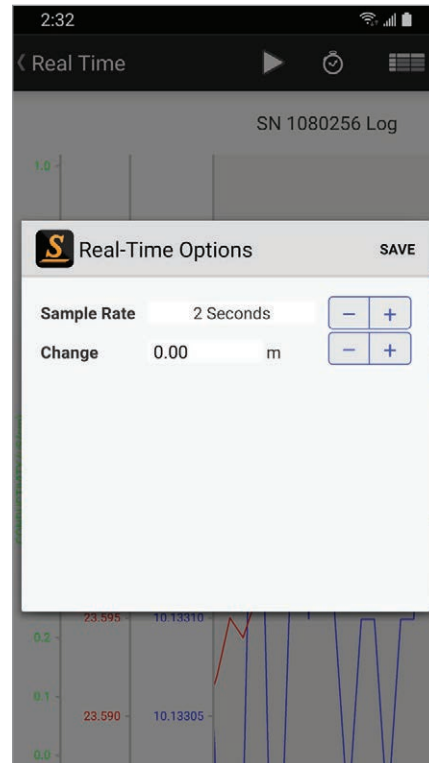 2:32
Real Time
SN 1080256 Log
1.0
S Real-Time Options SAVE
Sample Rate 2 Seconds − +
Change 0.00 m − +
23.595 10.13310
0.2
0.1
23.590 10.13305
0.0